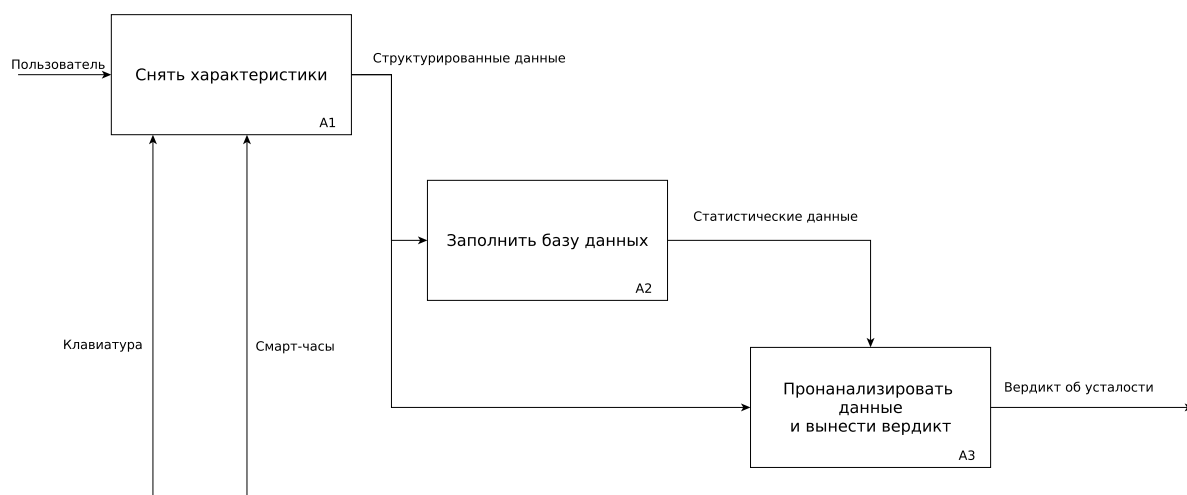 Пользователь
Снять характеристики
A1
Структурированные данные
Заполнить базу данных
A2
Статистические данные
Клавиатура
Смарт-часы
Пронанализировать
данные
и вынести вердикт
A3
Вердикт об усталости